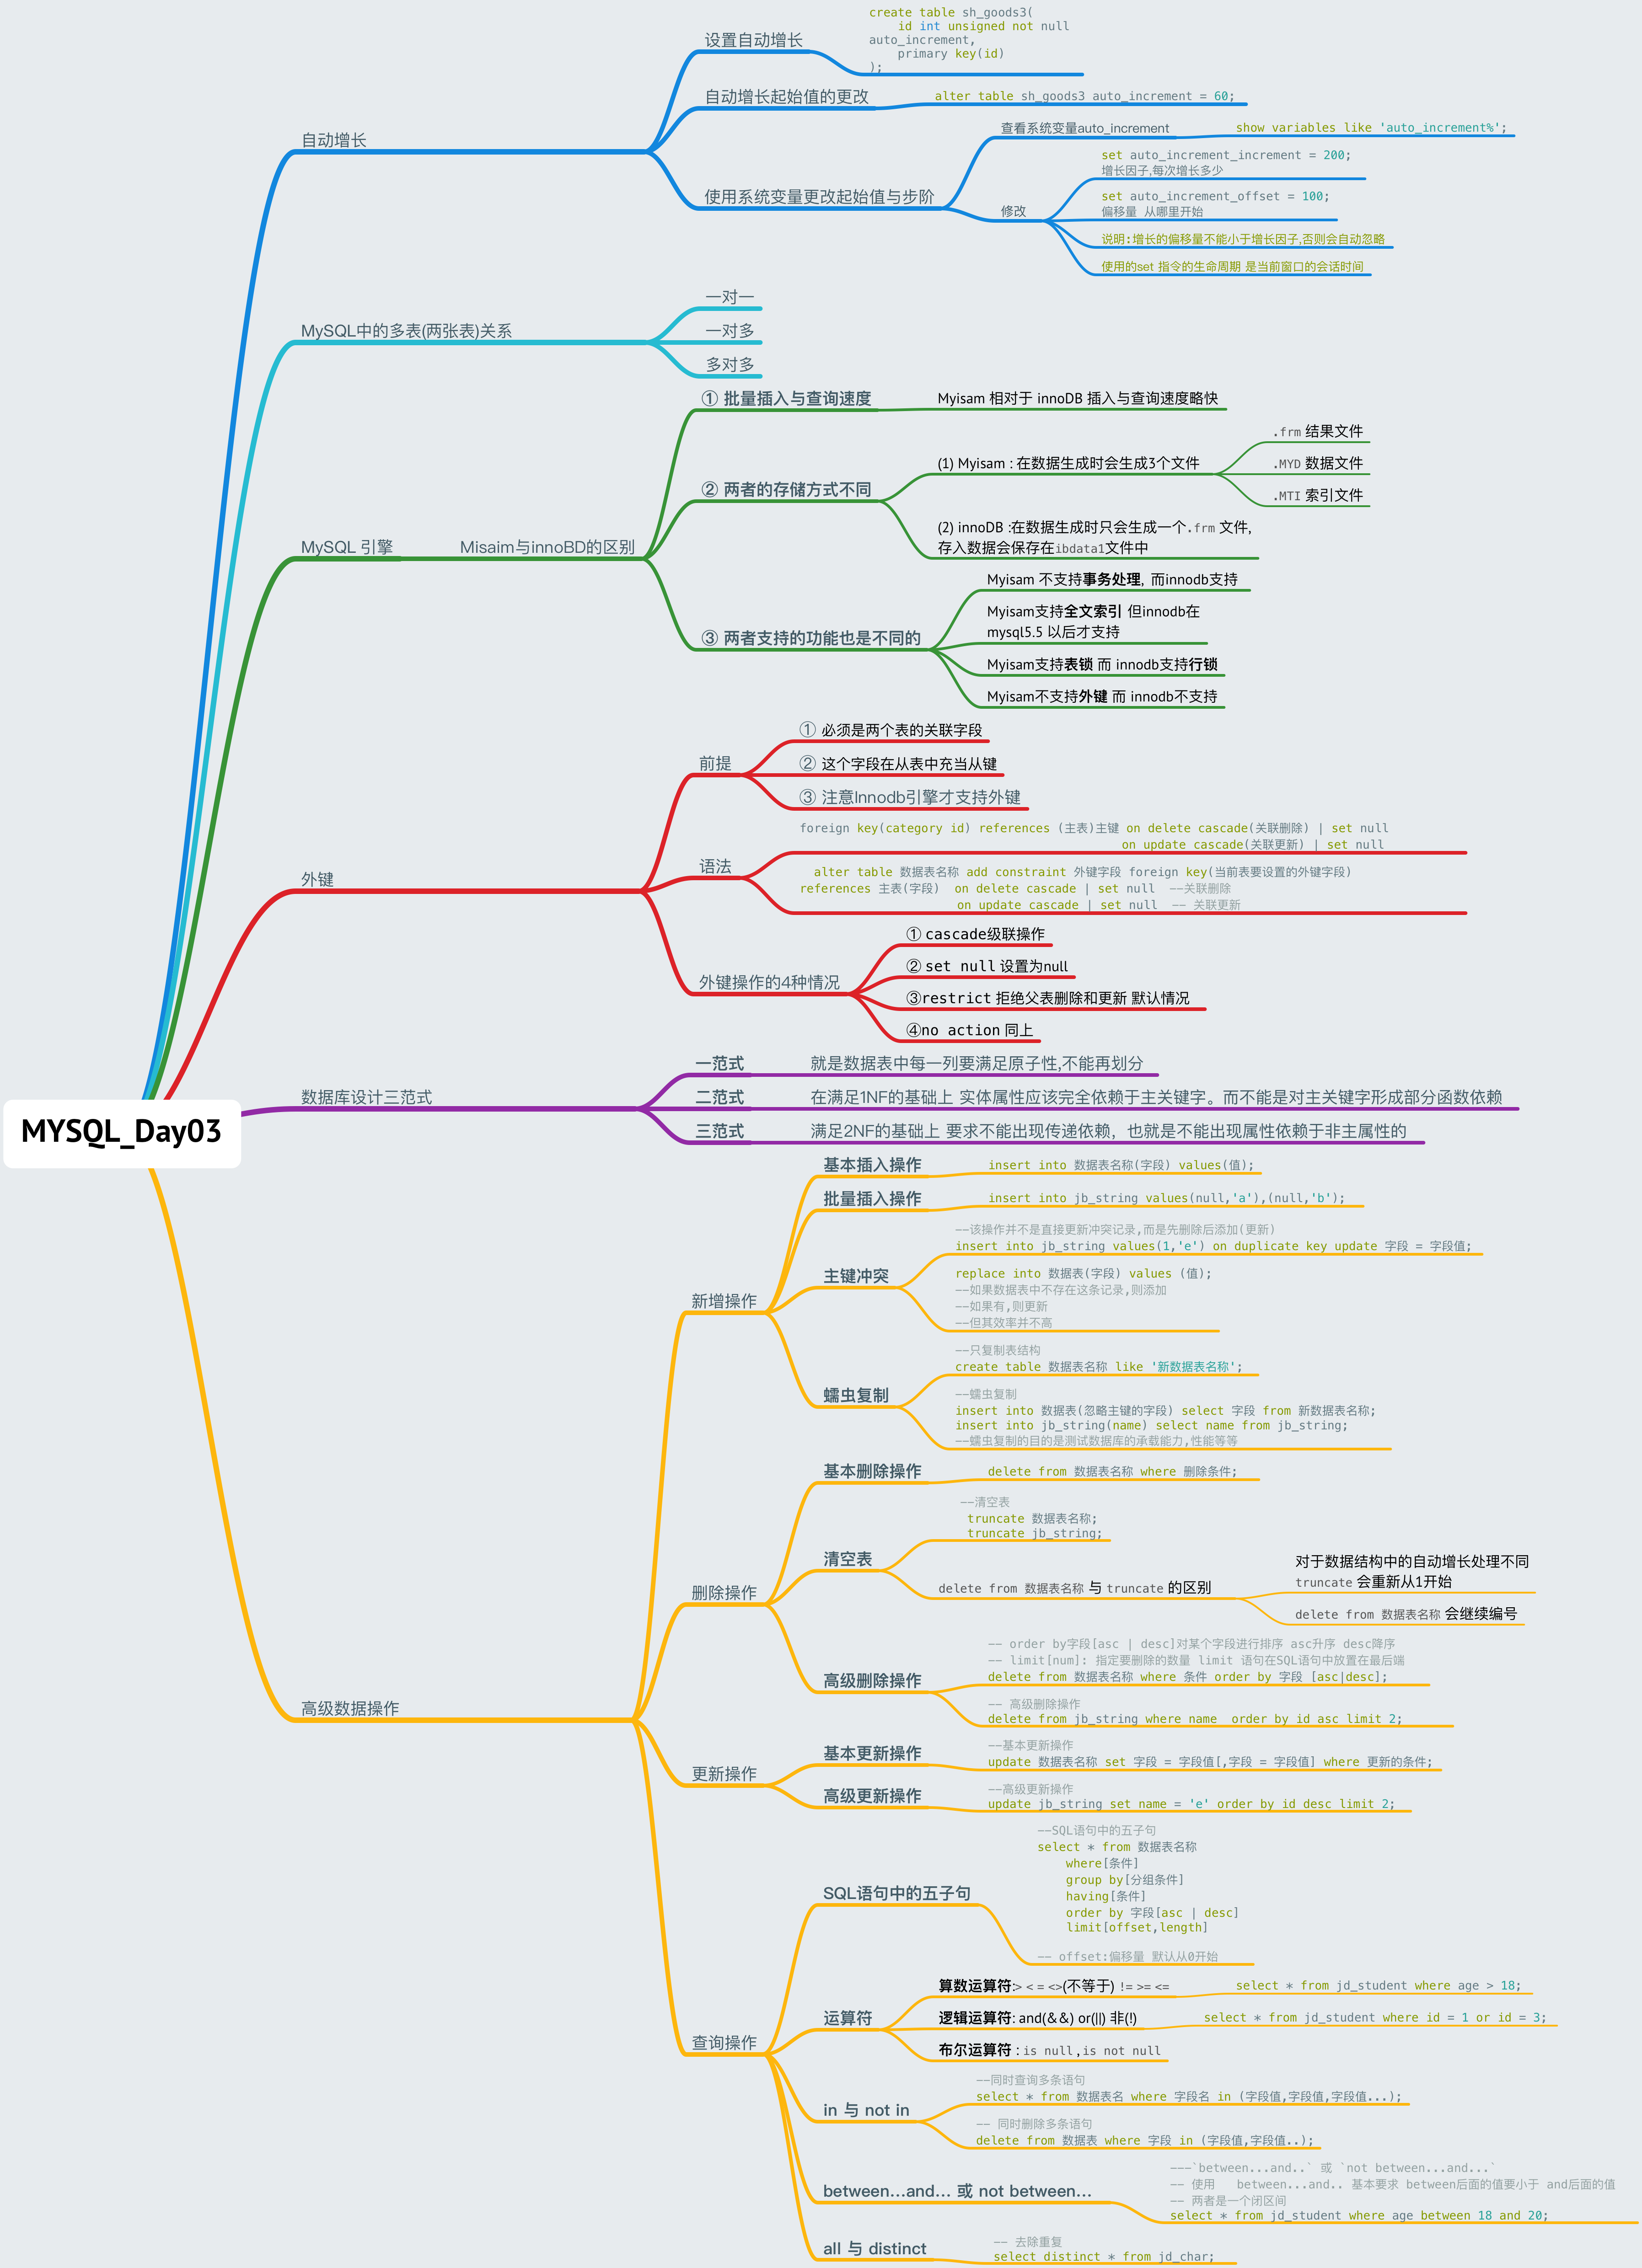 MYSQL_Day03
自动增长
设置自动增长
create table sh_goods3(
id int unsigned not null
auto_increment,
primary key(id)
);
自动增长起始值的更改
alter table sh_goods3 auto_increment = 60;
使用系统变量更改起始值与步阶
查看系统变量auto_increment
show variables like 'auto_increment%';
修改
set auto_increment_increment = 200;
增长因子,每次增长多少
set auto_increment_offset = 100;
偏移量 从哪里开始
说明:增长的偏移量不能小于增长因子,否则会自动忽略
使用的set 指令的生命周期 是当前窗口的会话时间
MySQL中的多表(两张表)关系
一对一
一对多
多对多
MySQL 引擎
Misaim与innoBD的区别
① 批量插入与查询速度
Myisam 相对于 innoDB 插入与查询速度略快
② 两者的存储方式不同
(1) Myisam : 在数据生成时会生成3个文件
.frm 结果文件
.MYD 数据文件
.MTI 索引文件
(2) innoDB :在数据生成时只会生成一个.frm 文件,
存入数据会保存在ibdata1文件中
③ 两者支持的功能也是不同的
Myisam 不支持事务处理, 而innodb支持
Myisam支持全文索引 但innodb在
mysql5.5 以后才支持
Myisam支持表锁 而 innodb支持行锁
Myisam不支持外键 而 innodb不支持
外键
前提
① 必须是两个表的关联字段
② 这个字段在从表中充当从键
③ 注意Innodb引擎才支持外键
语法
foreign key(category id) references (主表)主键 on delete cascade(关联删除) | set null
on update cascade(关联更新) | set null
alter table 数据表名称 add constraint 外键字段 foreign key(当前表要设置的外键字段)
references 主表(字段) on delete cascade | set null --关联删除
on update cascade | set null -- 关联更新
外键操作的4种情况
① cascade级联操作
② set null 设置为null
③restrict 拒绝父表删除和更新 默认情况
④no action 同上
数据库设计三范式
一范式
就是数据表中每一列要满足原子性,不能再划分
二范式
在满足1NF的基础上 实体属性应该完全依赖于主关键字。而不能是对主关键字形成部分函数依赖
三范式
满足2NF的基础上 要求不能出现传递依赖，也就是不能出现属性依赖于非主属性的
高级数据操作
新增操作
基本插入操作
insert into 数据表名称(字段) values(值);
批量插入操作
insert into jb_string values(null,'a'),(null,'b');
主键冲突
--该操作并不是直接更新冲突记录,而是先删除后添加(更新)
insert into jb_string values(1,'e') on duplicate key update 字段 = 字段值;
replace into 数据表(字段) values (值);
--如果数据表中不存在这条记录,则添加
--如果有,则更新
--但其效率并不高
蠕虫复制
--只复制表结构
create table 数据表名称 like '新数据表名称';
--蠕虫复制
insert into 数据表(忽略主键的字段) select 字段 from 新数据表名称;
insert into jb_string(name) select name from jb_string;
--蠕虫复制的目的是测试数据库的承载能力,性能等等
删除操作
基本删除操作
delete from 数据表名称 where 删除条件;
清空表
--清空表
truncate 数据表名称;
truncate jb_string;
delete from 数据表名称 与 truncate 的区别
对于数据结构中的自动增长处理不同
truncate 会重新从1开始
delete from 数据表名称 会继续编号
高级删除操作
-- order by字段[asc | desc]对某个字段进行排序 asc升序 desc降序
-- limit[num]: 指定要删除的数量 limit 语句在SQL语句中放置在最后端
delete from 数据表名称 where 条件 order by 字段 [asc|desc];
-- 高级删除操作
delete from jb_string where name order by id asc limit 2;
更新操作
基本更新操作
--基本更新操作
update 数据表名称 set 字段 = 字段值[,字段 = 字段值] where 更新的条件;
高级更新操作
--高级更新操作
update jb_string set name = 'e' order by id desc limit 2;
查询操作
SQL语句中的五子句
--SQL语句中的五子句
select * from 数据表名称
where[条件]
group by[分组条件]
having[条件]
order by 字段[asc | desc]
limit[offset,length]
-- offset:偏移量 默认从0开始
运算符
算数运算符:> < = <>(不等于) != >= <=
select * from jd_student where age > 18;
逻辑运算符: and(&&) or(||) 非(!)
select * from jd_student where id = 1 or id = 3;
布尔运算符 : is null ,is not null
in 与 not in
--同时查询多条语句
select * from 数据表名 where 字段名 in (字段值,字段值,字段值...);
-- 同时删除多条语句
delete from 数据表 where 字段 in (字段值,字段值..);
between...and... 或 not between...
---`between...and..` 或 `not between...and...`
-- 使用 between...and.. 基本要求 between后面的值要小于 and后面的值
-- 两者是一个闭区间
select * from jd_student where age between 18 and 20;
all 与 distinct
-- 去除重复
select distinct * from jd_char;